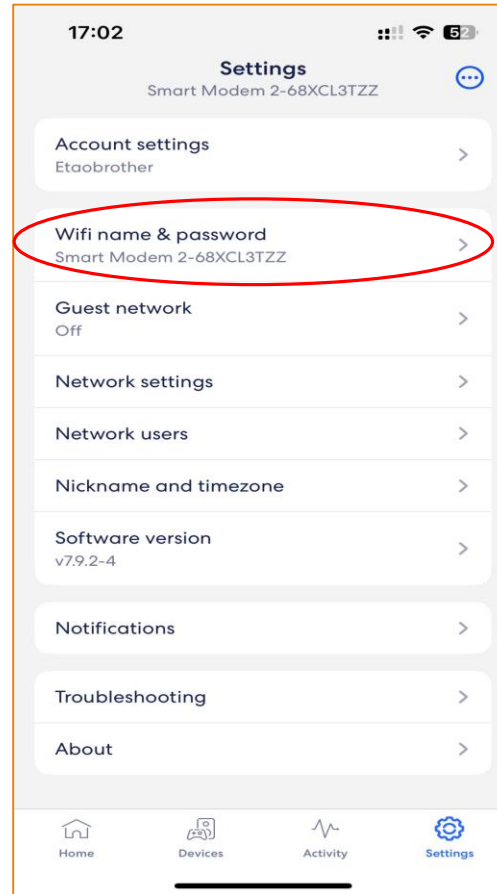 17:02
52
Settings
Smart Modem 2-68XCL3TZZ
Account settings
Etaobrother
Wifi name & password
Smart Modem 2-68XCL3TZZ
Guest network
Off
Network settings
Network users
Nickname and timezone
Software version
v7.9.2-4
Notifications
Troubleshooting
About
Home Devices Activity Settings